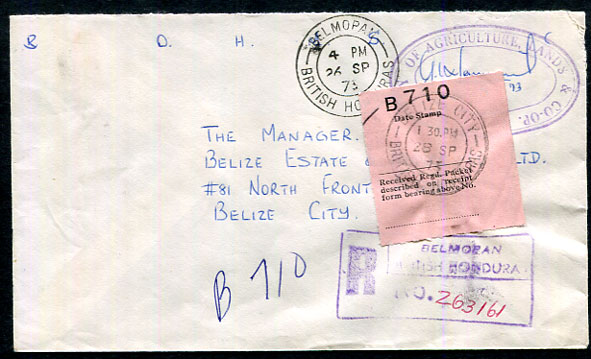 B D. H. S
BELMOPAN
4 PM
26 SP
73
BRITISH HONDURAS
OF AGRICULTURE, LANDS & CO-OP.
B 710
Date Stamp
BELIZE CITY
1.30.PM
28 SP
73
Received Regd. Packet
described on receipt
form bearing above No.
THE MANAGER.
BELIZE ESTATE LTD.
#81 NORTH FRONT
BELIZE CITY.
B 710
R
BELMOPAN
BRITISH HONDURA
NO. 263161